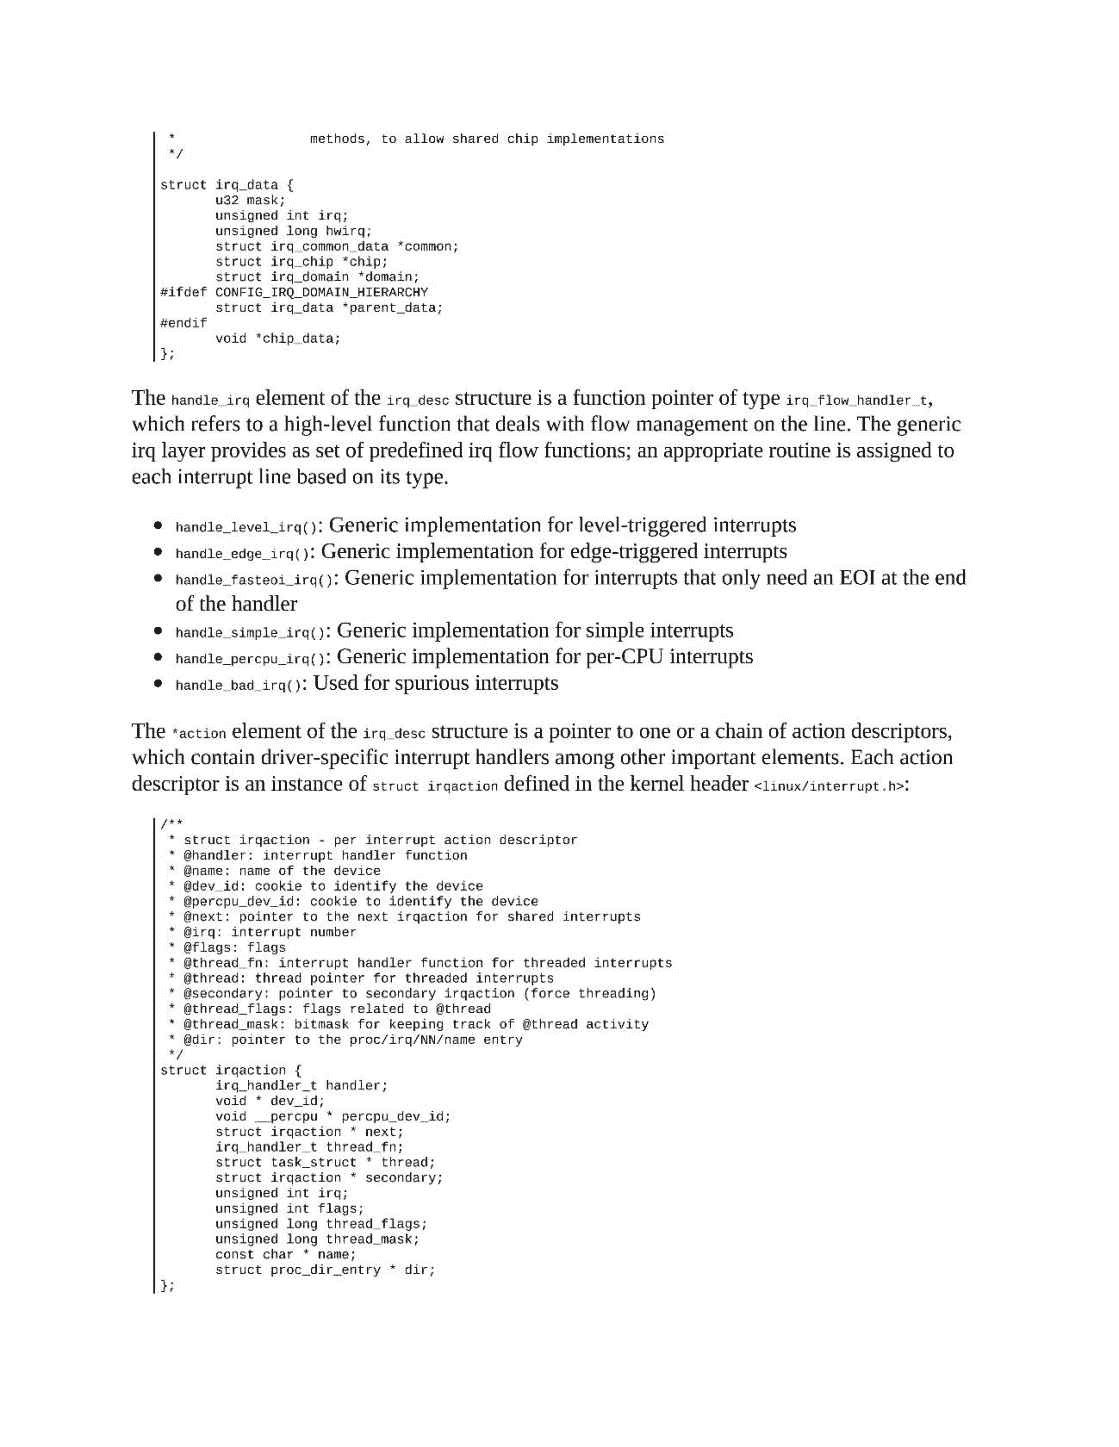 *                 methods, to allow shared chip implementations
 */
struct irq_data {
       u32 mask;
       unsigned int irq;
       unsigned long hwirq;
       struct irq_common_data *common;
       struct irq_chip *chip;
       struct irq_domain *domain;
#ifdef CONFIG_IRQ_DOMAIN_HIERARCHY
       struct irq_data *parent_data;
#endif
       void *chip_data;
};
The handle_irq element of the irq_desc structure is a function pointer of type irq_flow_handler_t,
which refers to a high-level function that deals with flow management on the line. The generic
irq layer provides as set of predefined irq flow functions; an appropriate routine is assigned to
each interrupt line based on its type.
● handle_level_irq(): Generic implementation for level-triggered interrupts
● handle_edge_irq(): Generic implementation for edge-triggered interrupts
● handle_fasteoi_irq(): Generic implementation for interrupts that only need an EOI at the end
of the handler
● handle_simple_irq(): Generic implementation for simple interrupts
● handle_percpu_irq(): Generic implementation for per-CPU interrupts
● handle_bad_irq(): Used for spurious interrupts
The *action element of the irq_desc structure is a pointer to one or a chain of action descriptors,
which contain driver-specific interrupt handlers among other important elements. Each action
descriptor is an instance of struct irqaction defined in the kernel header <linux/interrupt.h>:
/**
 * struct irqaction - per interrupt action descriptor
 * @handler: interrupt handler function
 * @name: name of the device
 * @dev_id: cookie to identify the device
 * @percpu_dev_id: cookie to identify the device
 * @next: pointer to the next irqaction for shared interrupts
 * @irq: interrupt number
 * @flags: flags
 * @thread_fn: interrupt handler function for threaded interrupts
 * @thread: thread pointer for threaded interrupts
 * @secondary: pointer to secondary irqaction (force threading)
 * @thread_flags: flags related to @thread
 * @thread_mask: bitmask for keeping track of @thread activity
 * @dir: pointer to the proc/irq/NN/name entry
 */
struct irqaction {
       irq_handler_t handler;
       void * dev_id;
       void __percpu * percpu_dev_id;
       struct irqaction * next;
       irq_handler_t thread_fn;
       struct task_struct * thread;
       struct irqaction * secondary;
       unsigned int irq;
       unsigned int flags;
       unsigned long thread_flags;
       unsigned long thread_mask;
       const char * name;
       struct proc_dir_entry * dir;
};